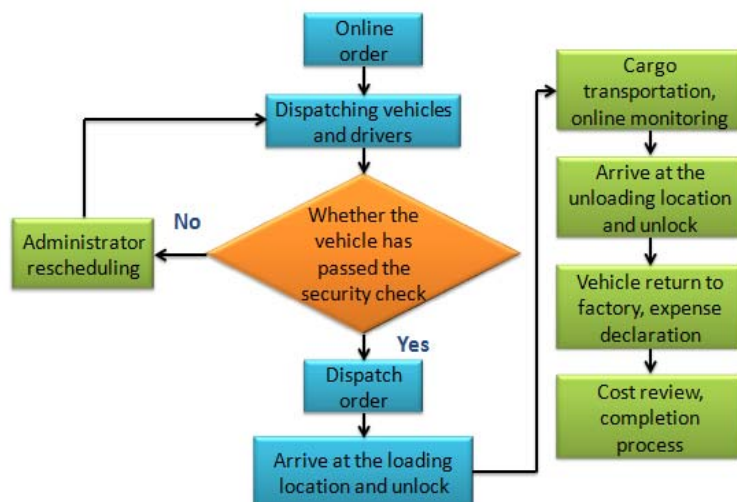 Online
order
Dispatching vehicles
and drivers
Whether the
vehicle has
passed the
security check
No
Administrator
rescheduling
Yes
Dispatch
order
Arrive at the loading
location and unlock
Cargo
transportation,
online monitoring
Arrive at the
unloading location
and unlock
Vehicle return to
factory, expense
declaration
Cost review,
completion
process